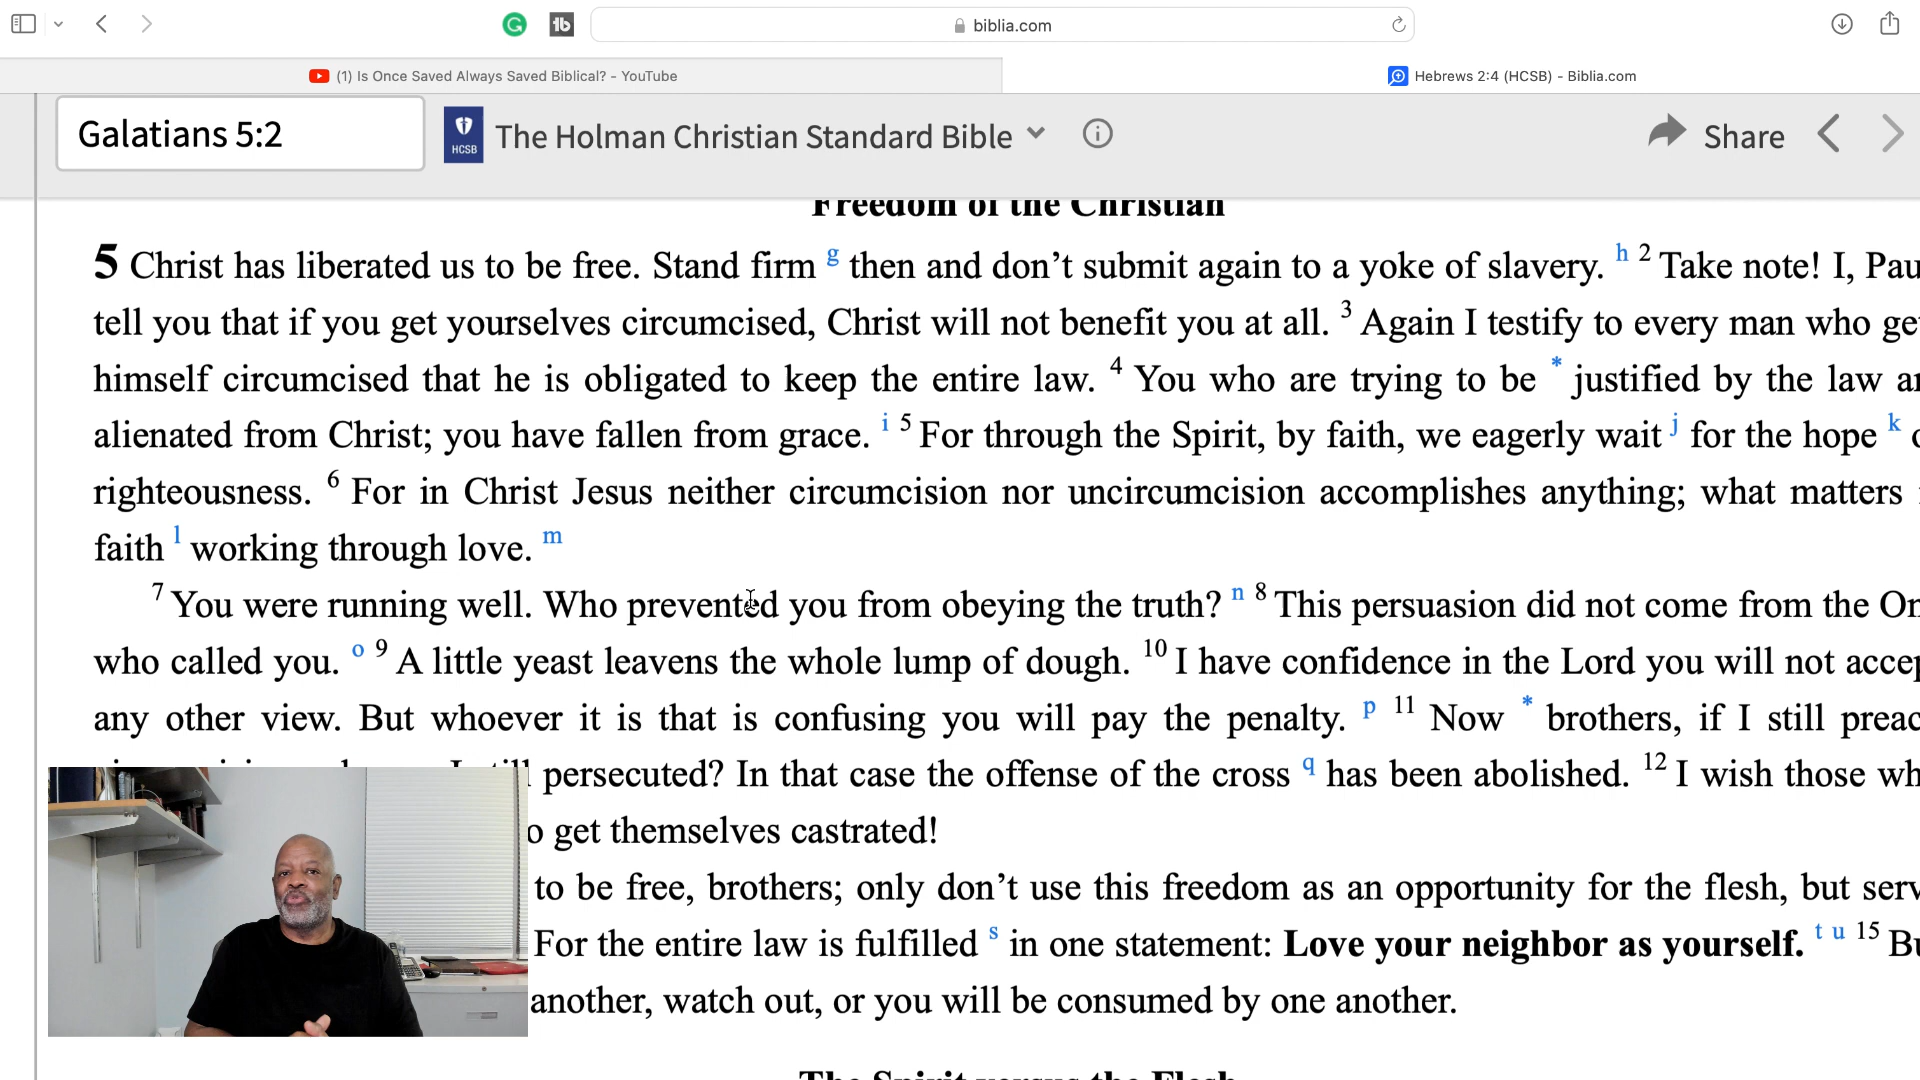 biblia.com
(1) Is Once Saved Always Saved Biblical? - YouTube
Hebrews 2:4 (HCSB) - Biblia.com
Galatians 5:2
HCSB
The Holman Christian Standard Bible
Share
Freedom of the Christian
5 Christ has liberated us to be free. Stand firm g then and don’t submit again to a yoke of slavery. h 2 Take note! I, Pau
tell you that if you get yourselves circumcised, Christ will not benefit you at all. 3 Again I testify to every man who ge
himself circumcised that he is obligated to keep the entire law. 4 You who are trying to be * justified by the law
alienated from Christ; you have fallen from grace. i 5 For through the Spirit, by faith, we eagerly wait j for the hope k
righteousness. 6 For in Christ Jesus neither circumcision nor uncircumcision accomplishes anything; what matters
faith l working through love. m
7 You were running well. Who prevented you from obeying the truth? n 8 This persuasion did not come from the On
who called you. o 9 A little yeast leavens the whole lump of dough. 10 I have confidence in the Lord you will not accep
any other view. But whoever it is that is confusing you will pay the penalty. p 11 Now * brothers, if I still preac
I still persecuted? In that case the offense of the cross q has been abolished. 12 I wish those wh
o get themselves castrated!
to be free, brothers; only don’t use this freedom as an opportunity for the flesh, but serv
For the entire law is fulfilled s in one statement: Love your neighbor as yourself. t u 15 Bu
another, watch out, or you will be consumed by one another.
The Spirit versus the Flesh